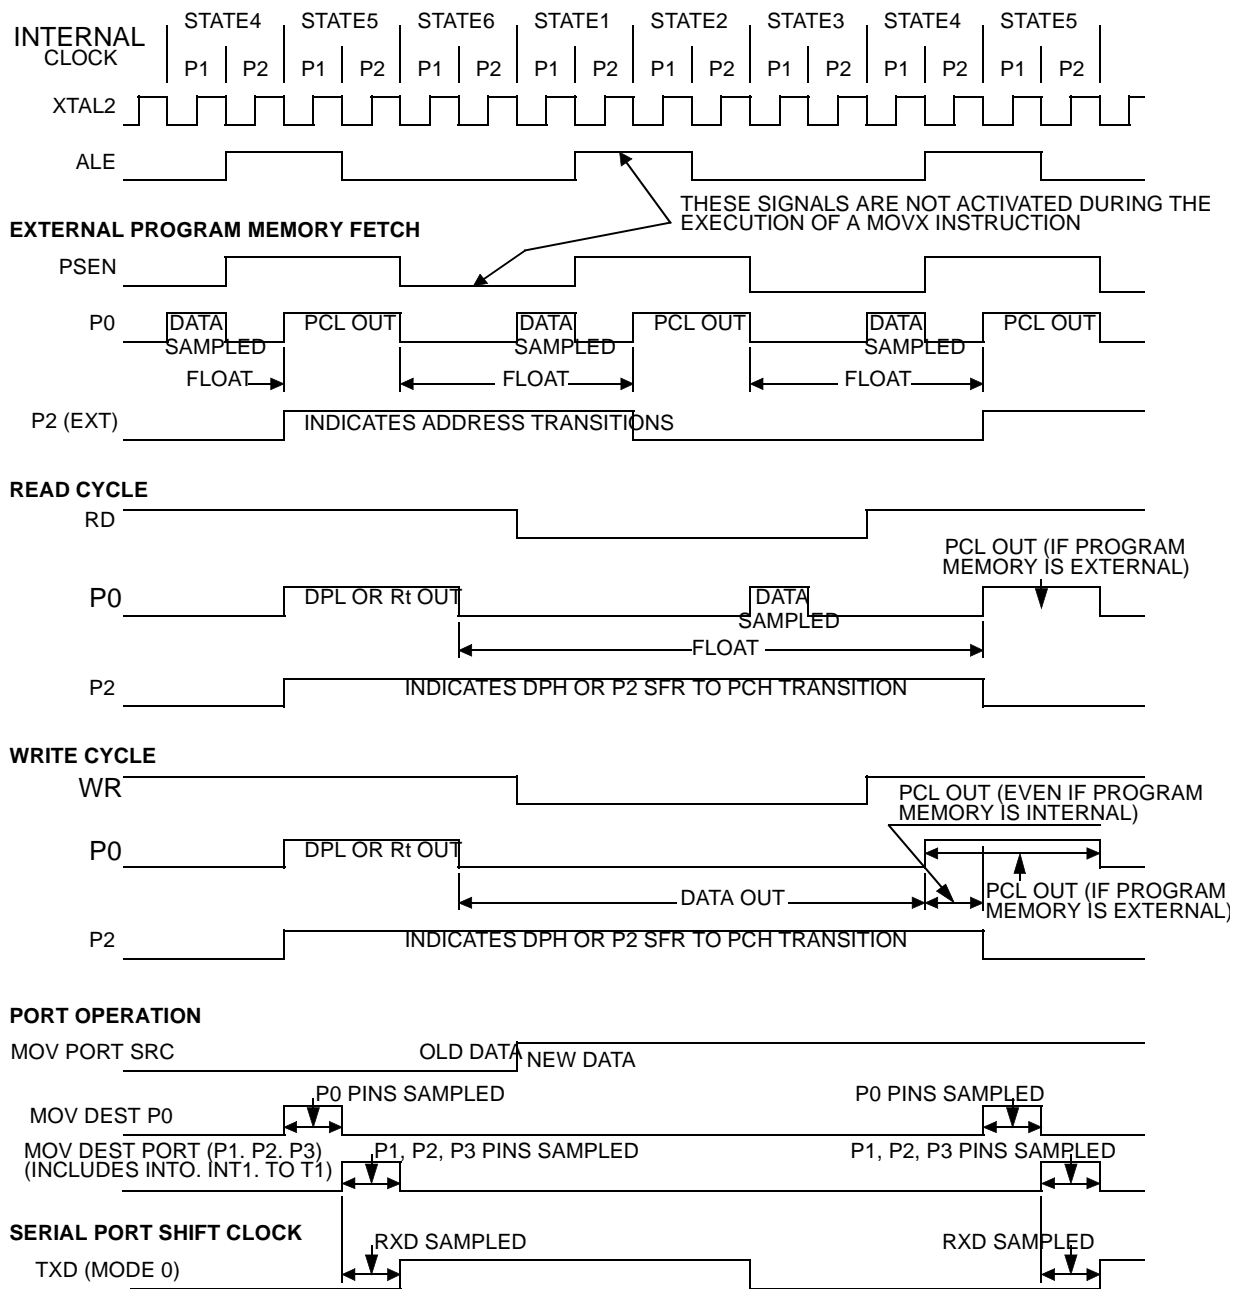 STATE4 STATE5 STATE6 STATE1 STATE2 STATE3 STATE4 STATE5
INTERNAL
CLOCK
P1 P2 P1 P2 P1 P2 P1 P2 P1 P2 P1 P2 P1 P2 P1 P2
XTAL2
ALE
THESE SIGNALS ARE NOT ACTIVATED DURING THE
EXECUTION OF A MOVX INSTRUCTION
EXTERNAL PROGRAM MEMORY FETCH
PSEN
P0 DATA PCL OUT DATA PCL OUT DATA PCL OUT
SAMPLED SAMPLED SAMPLED
FLOAT FLOAT FLOAT
P2 (EXT) INDICATES ADDRESS TRANSITIONS
READ CYCLE
RD
PCL OUT (IF PROGRAM
MEMORY IS EXTERNAL)
P0 DPL OR Rt OUT DATA
SAMPLED
FLOAT
P2 INDICATES DPH OR P2 SFR TO PCH TRANSITION
WRITE CYCLE
WR
PCL OUT (EVEN IF PROGRAM
MEMORY IS INTERNAL)
P0 DPL OR Rt OUT
DATA OUT
PCL OUT (IF PROGRAM
MEMORY IS EXTERNAL)
P2 INDICATES DPH OR P2 SFR TO PCH TRANSITION
PORT OPERATION
MOV PORT SRC OLD DATA NEW DATA
P0 PINS SAMPLED P0 PINS SAMPLED
MOV DEST P0
MOV DEST PORT (P1. P2. P3) P1, P2, P3 PINS SAMPLED P1, P2, P3 PINS SAMPLED
(INCLUDES INTO. INT1. TO T1)
SERIAL PORT SHIFT CLOCK
RXD SAMPLED RXD SAMPLED
TXD (MODE 0)